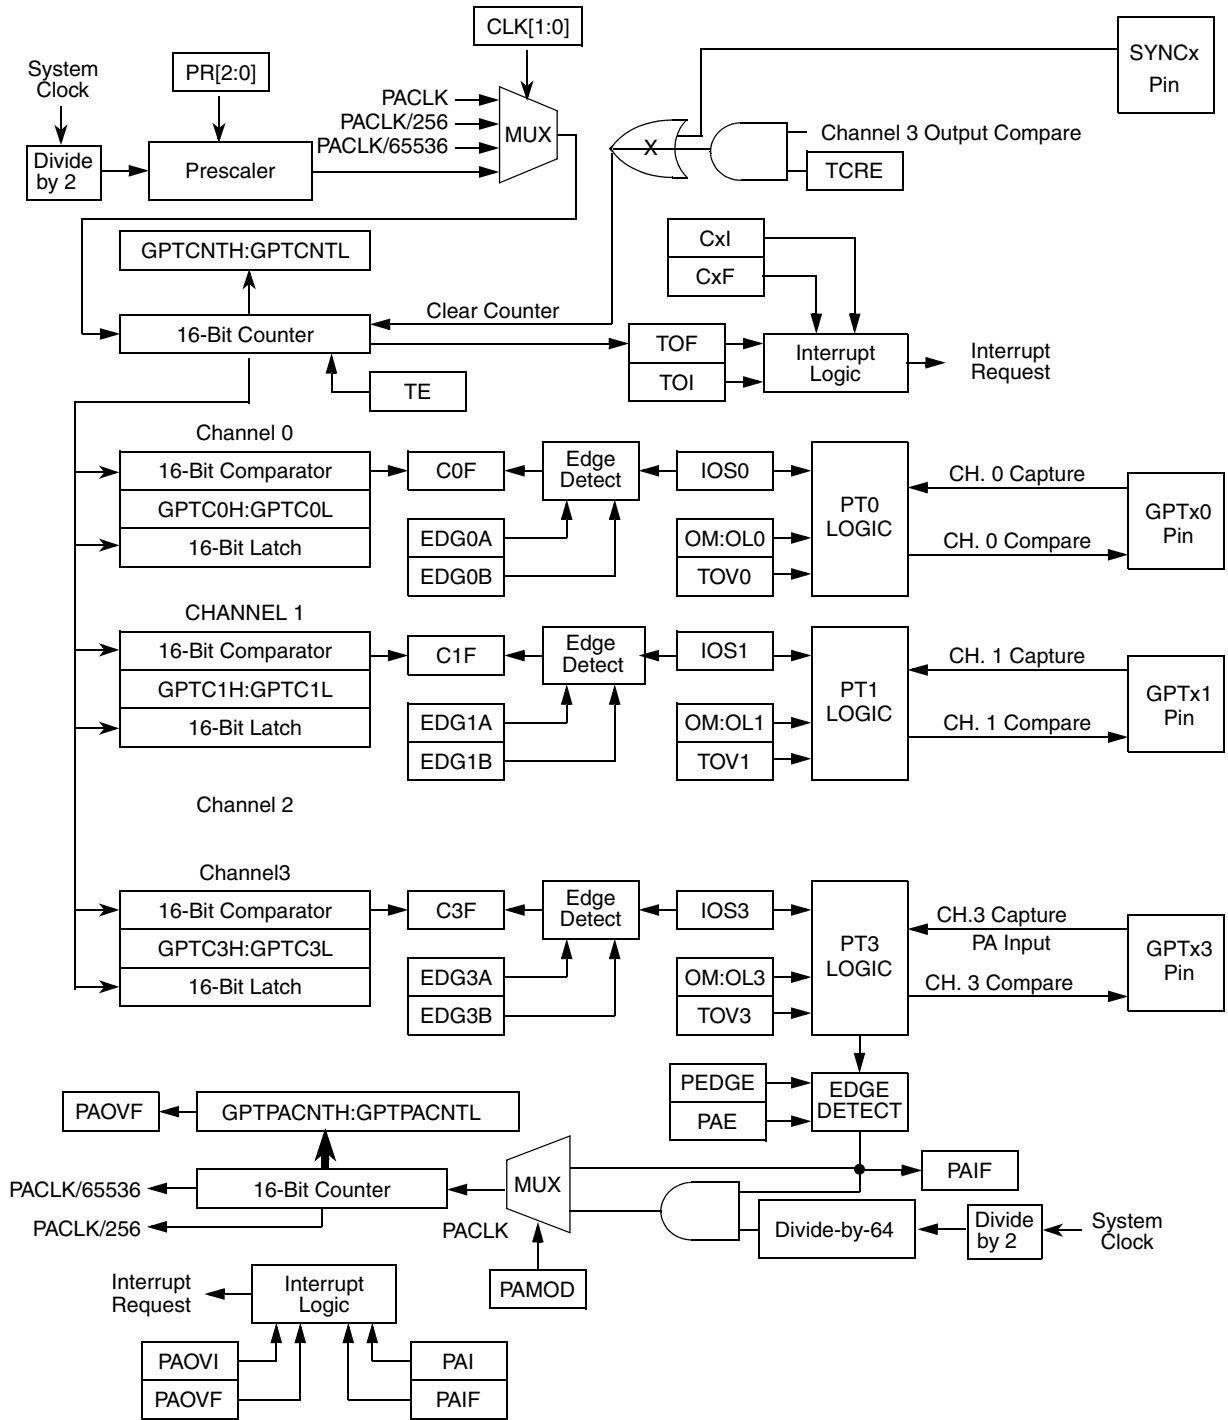 CLK[1:0]
SYNCx
Pin
System
Clock
PR[2:0]
PACLK
PACLK/256
PACLK/65536
MUX
Divide
by 2
Prescaler
X
Channel 3 Output Compare
TCRE
GPTCNTH:GPTCNTL
CxI
CxF
Clear Counter
16-Bit Counter
TOF
TOI
Interrupt
Logic
Interrupt
Request
TE
Channel 0
16-Bit Comparator
GPTC0H:GPTC0L
16-Bit Latch
C0F
Edge
Detect
IOS0
EDG0A
EDG0B
OM:OL0
TOV0
PT0
LOGIC
CH. 0 Capture
CH. 0 Compare
GPTx0
Pin
CHANNEL 1
16-Bit Comparator
GPTC1H:GPTC1L
16-Bit Latch
C1F
Edge
Detect
IOS1
EDG1A
EDG1B
OM:OL1
TOV1
PT1
LOGIC
CH. 1 Capture
CH. 1 Compare
GPTx1
Pin
Channel 2
Channel3
16-Bit Comparator
GPTC3H:GPTC3L
16-Bit Latch
C3F
Edge
Detect
IOS3
EDG3A
EDG3B
OM:OL3
TOV3
PT3
LOGIC
CH.3 Capture
PA Input
CH. 3 Compare
GPTx3
Pin
PEDGE
PAE
EDGE
DETECT
PAOVF
GPTPACNTH:GPTPACNTL
PACLK/65536
16-Bit Counter
PACLK/256
PACLK
MUX
PAIF
Divide-by-64
Divide
by 2
System
Clock
PAMOD
Interrupt
Request
Interrupt
Logic
PAOVI
PAOVF
PAI
PAIF